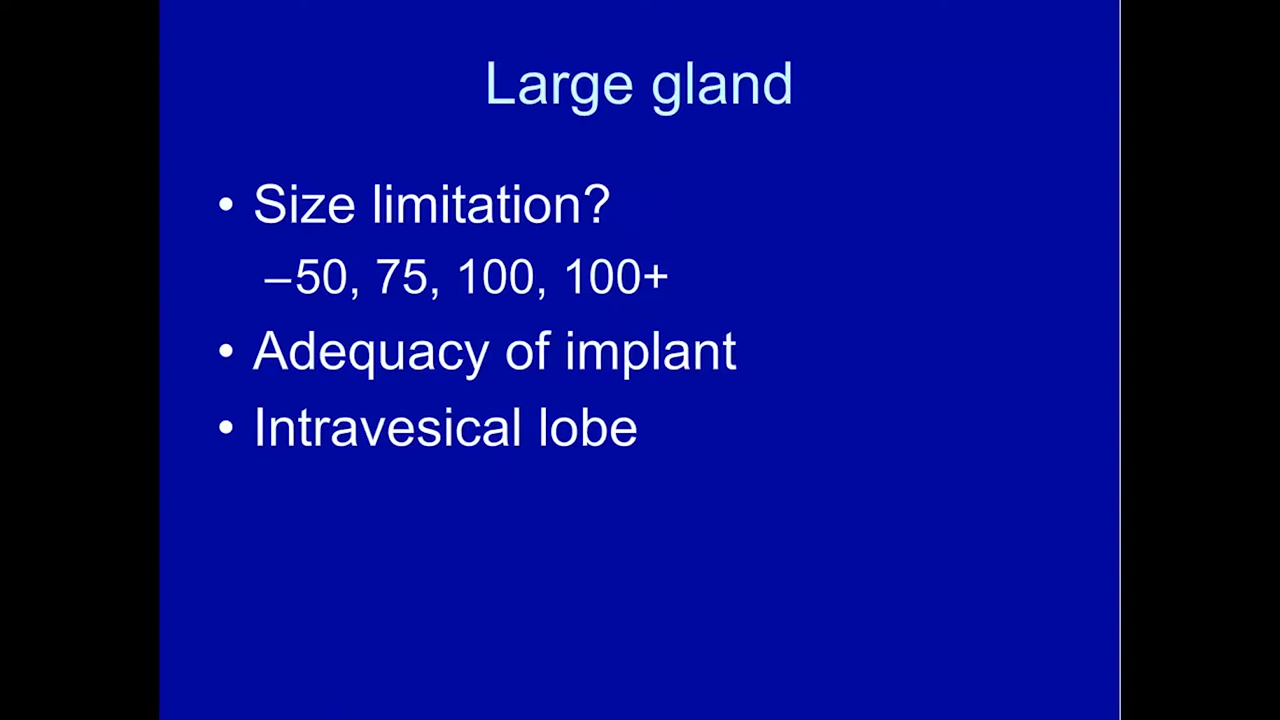 Large gland
• Size limitation?
–50, 75, 100, 100+
• Adequacy of implant
• Intravesical lobe